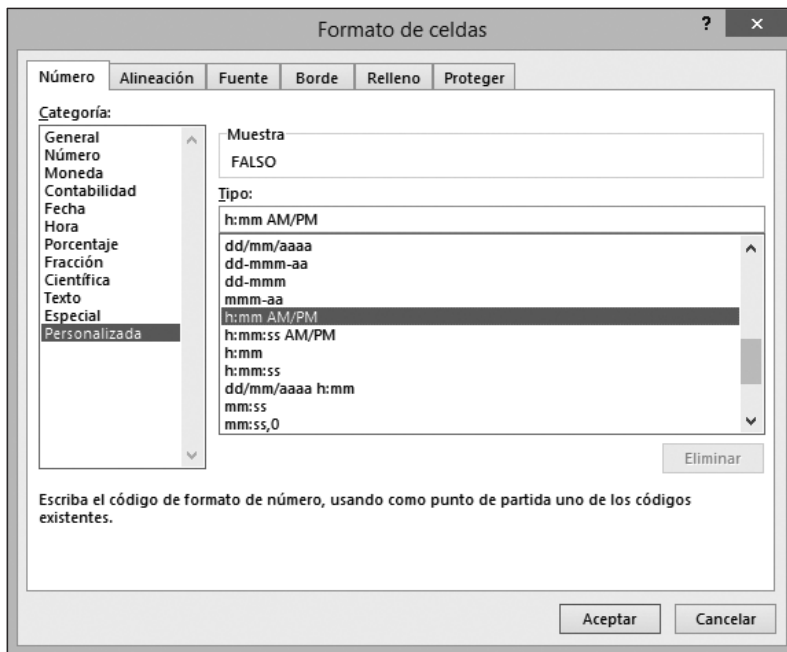 Formato de celdas
? ×
Número Alineación Fuente Borde Relleno Proteger
Categoría:
General
Número
Moneda
Contabilidad
Fecha
Hora
Porcentaje
Fracción
Científica
Texto
Especial
Personalizada
Muestra
FALSO
Tipo:
h:mm AM/PM
dd/mm/aaaa
dd-mmm-aa
dd-mmm
mmm-aa
h:mm AM/PM
h:mm:ss AM/PM
h:mm
h:mm:ss
dd/mm/aaaa h:mm
mm:ss
mm:ss,0
Eliminar
Escriba el código de formato de número, usando como punto de partida uno de los códigos
existentes.
Aceptar Cancelar